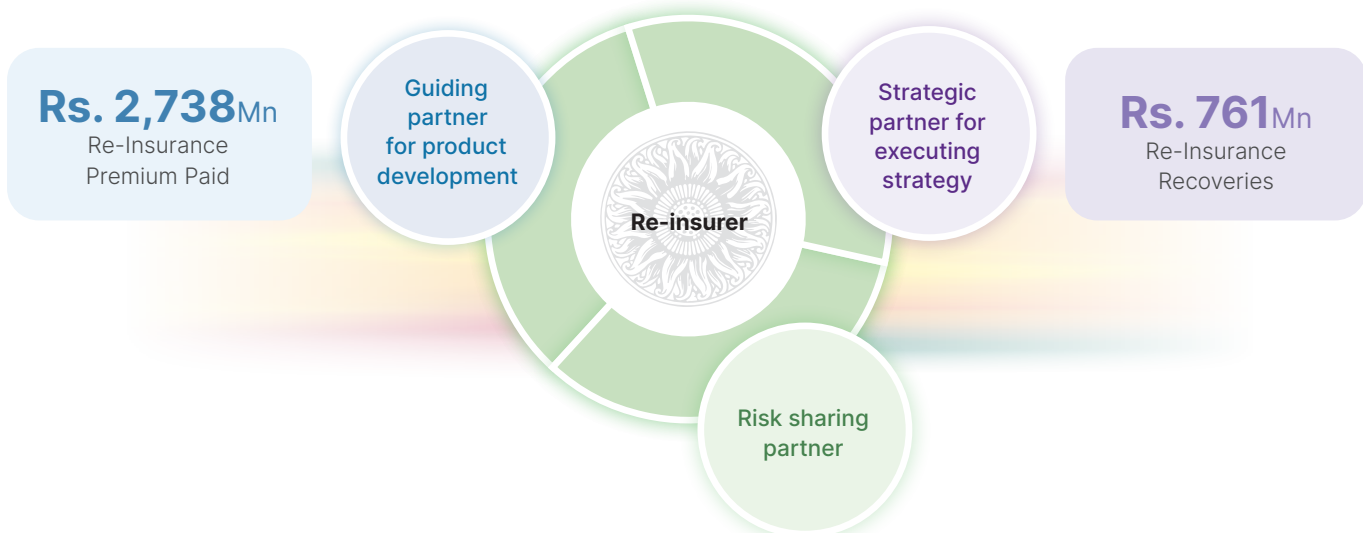 Rs. 2,738Mn
Re-Insurance
Premium Paid
Guiding
partner
for product
development
Re-insurer
Strategic
partner for
executing
strategy
Rs. 761Mn
Re-Insurance
Recoveries
Risk sharing
partner